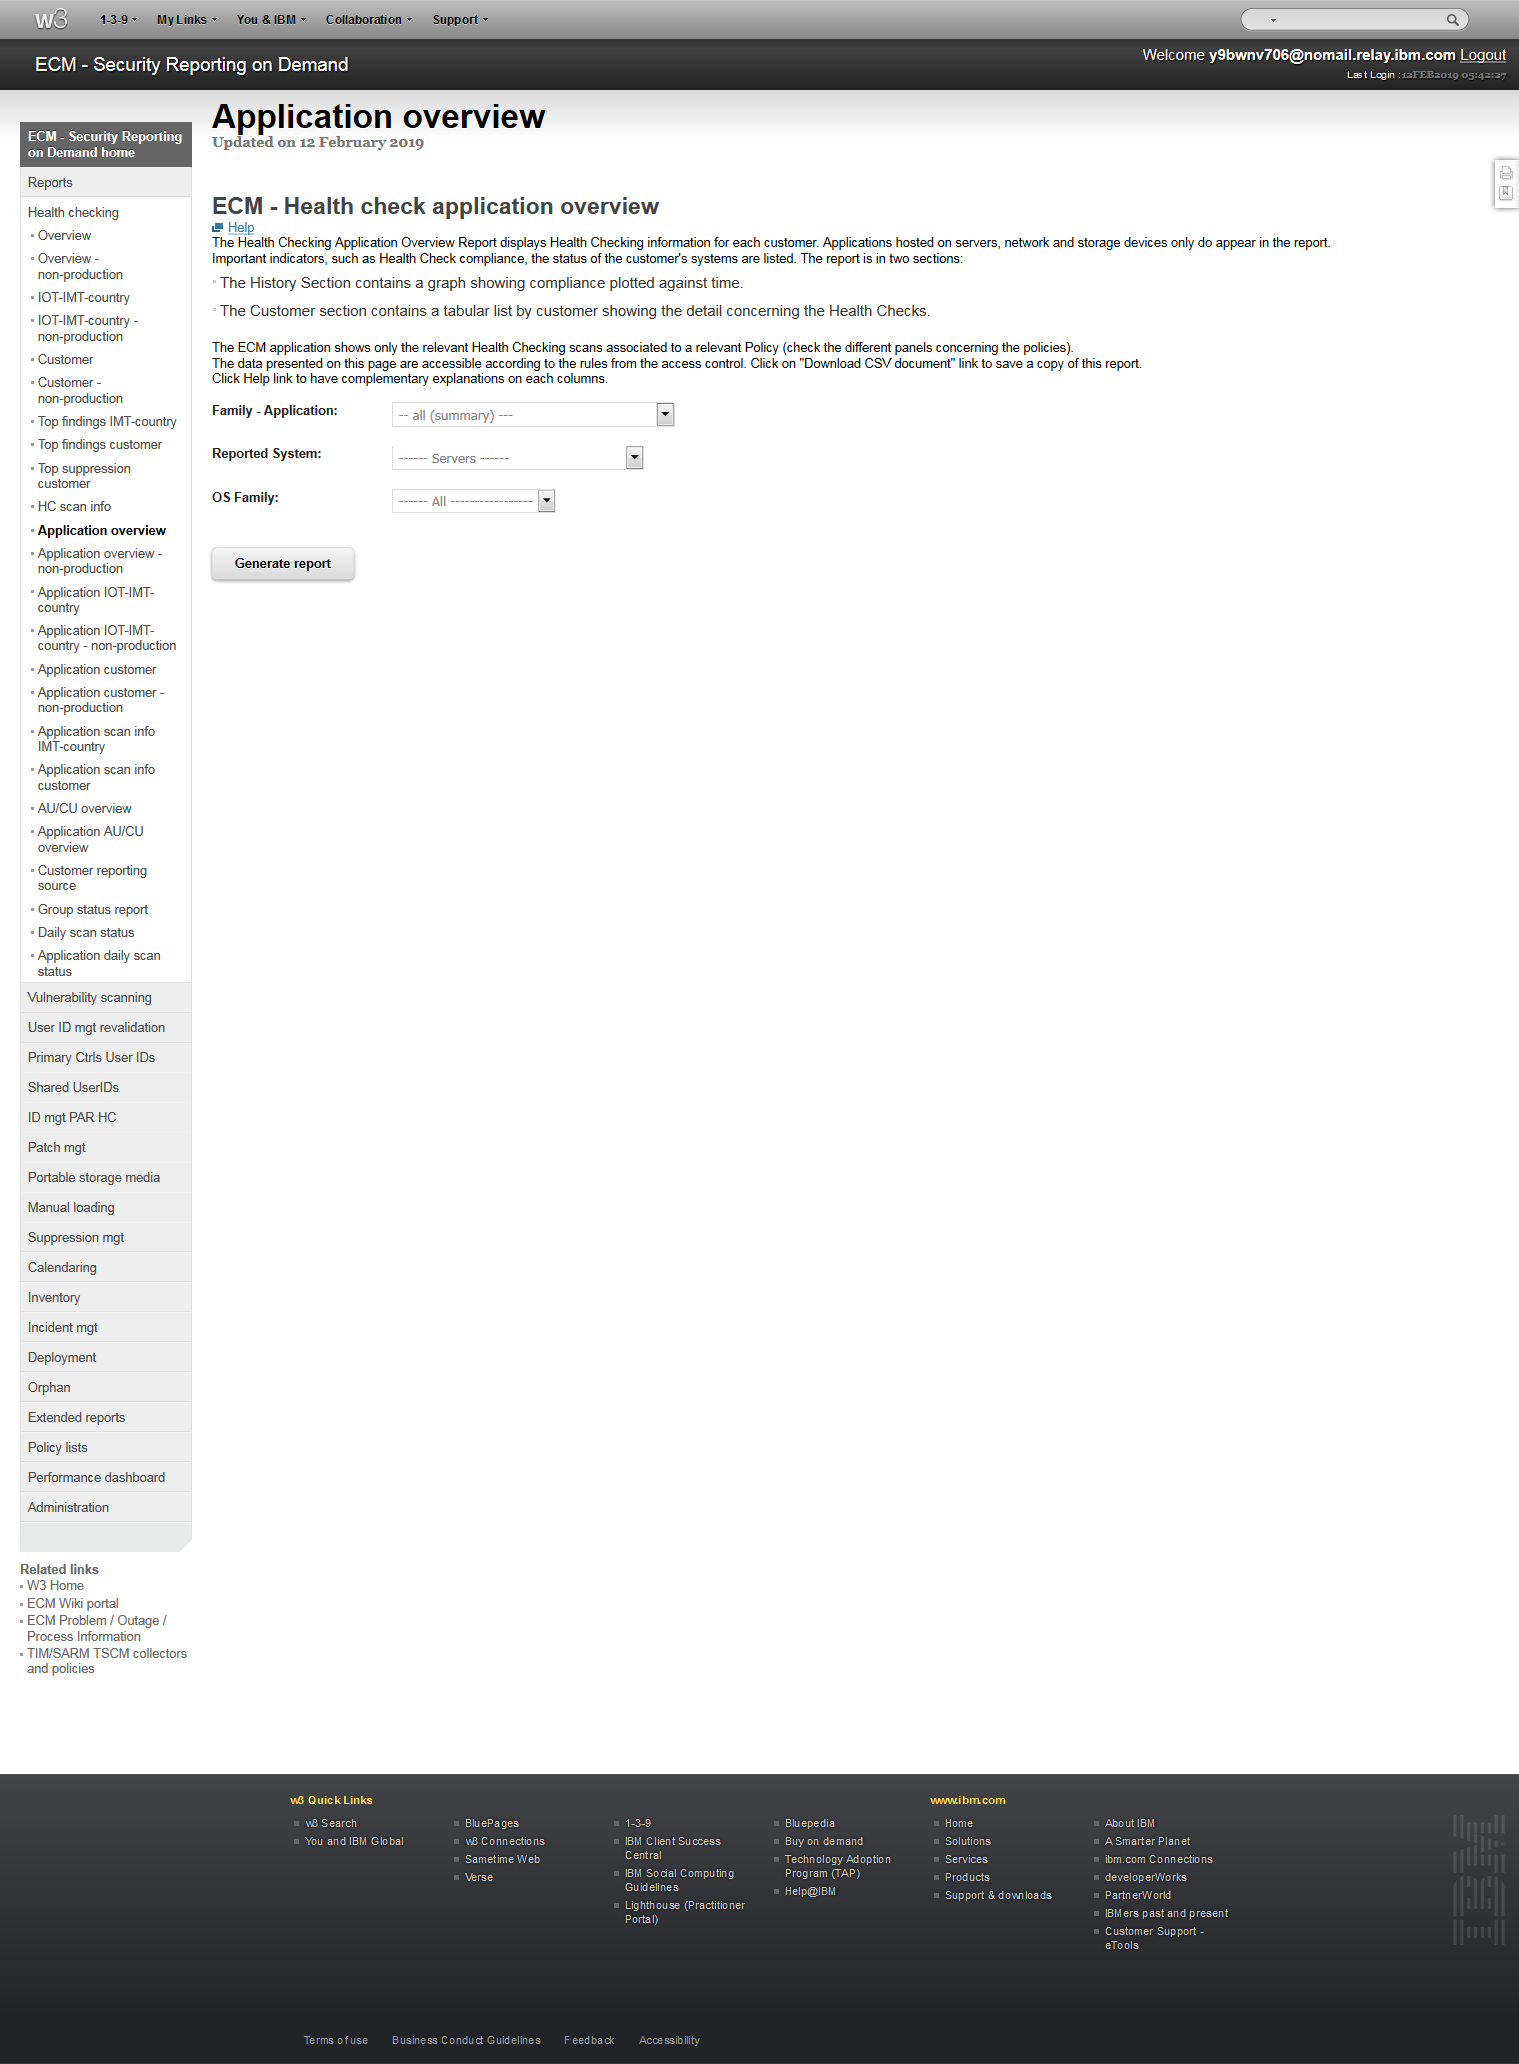 w3
1-3-9
My Links
You & IBM
Collaboration
Support
ECM - Security Reporting on Demand
Welcome y9bwnv706@nomail.relay.ibm.com Logout
Last Login :12FEB2019 05:42:27
Application overview
Updated on 12 February 2019
ECM - Security Reporting
on Demand home
Reports
Health checking
Overview
Overview -
non-production
IOT-IMT-country
IOT-IMT-country -
non-production
Customer
Customer -
non-production
Top findings IMT-country
Top findings customer
Top suppression
customer
HC scan info
Application overview
Application overview -
non-production
Application IOT-IMT-
country
Application IOT-IMT-
country - non-production
Application customer
Application customer -
non-production
Application scan info
IMT-country
Application scan info
customer
AU/CU overview
Application AU/CU
overview
Customer reporting
source
Group status report
Daily scan status
Application daily scan
status
Vulnerability scanning
User ID mgt revalidation
Primary Ctrls User IDs
Shared UserIDs
ID mgt PAR HC
Patch mgt
Portable storage media
Manual loading
Suppression mgt
Calendaring
Inventory
Incident mgt
Deployment
Orphan
Extended reports
Policy lists
Performance dashboard
Administration
Related links
W3 Home
ECM Wiki portal
ECM Problem / Outage /
Process Information
TIM/SARM TSCM collectors
and policies
ECM - Health check application overview
Help
The Health Checking Application Overview Report displays Health Checking information for each customer. Applications hosted on servers, network and storage devices only do appear in the report.
Important indicators, such as Health Check compliance, the status of the customer's systems are listed. The report is in two sections:
The History Section contains a graph showing compliance plotted against time.
The Customer section contains a tabular list by customer showing the detail concerning the Health Checks.
The ECM application shows only the relevant Health Checking scans associated to a relevant Policy (check the different panels concerning the policies).
The data presented on this page are accessible according to the rules from the access control. Click on "Download CSV document" link to save a copy of this report.
Click Help link to have complementary explanations on each columns.
Family - Application:
-- all (summary) ---
Reported System:
------ Servers ------
OS Family:
------ All -----------------
Generate report
w3 Quick Links
w3 Search
You and IBM Global
BluePages
w3 Connections
Sametime Web
Verse
1-3-9
IBM Client Success
Central
IBM Social Computing
Guidelines
Lighthouse (Practitioner
Portal)
Bluepedia
Buy on demand
Technology Adoption
Program (TAP)
Help@IBM
www.ibm.com
Home
Solutions
Services
Products
Support & downloads
About IBM
A Smarter Planet
ibm.com Connections
developerWorks
PartnerWorld
IBMers past and present
Customer Support -
eTools
IBM
Terms of use
Business Conduct Guidelines
Feedback
Accessibility